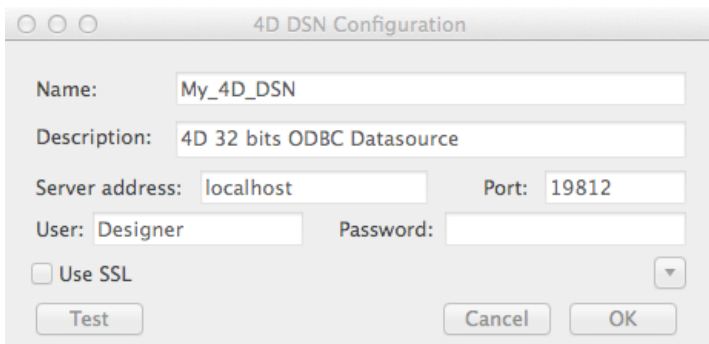 4D DSN Configuration
Name: My_4D_DSN
Description: 4D 32 bits ODBC Datasource
Server address: localhost Port: 19812
User: Designer Password:
Use SSL
Test Cancel OK